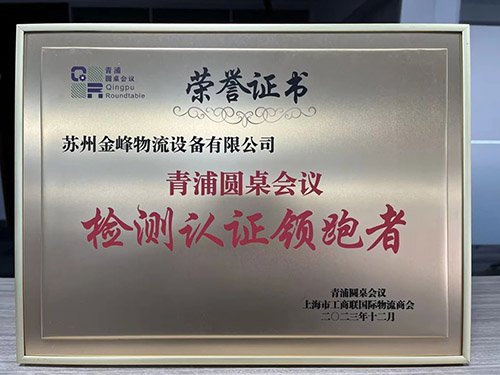 青浦
圆桌会议
Qingpu
Roundtable
荣誉证书
苏州金峰物流设备有限公司
青浦圆桌会议
检测认证领跑者
青浦圆桌会议
上海市工商联国际物流商会
二〇二三年十二月